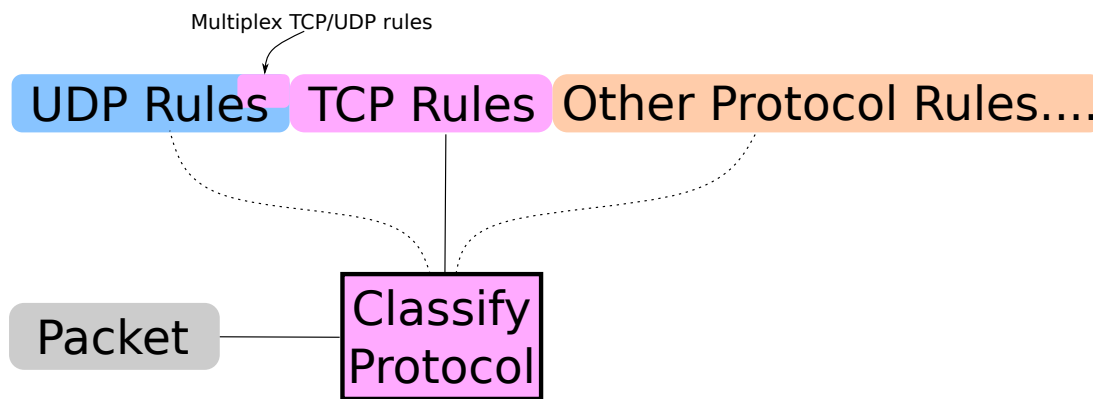 Multiplex TCP/UDP rules
UDP Rules
TCP Rules
Other Protocol Rules....
Packet
Classify
Protocol